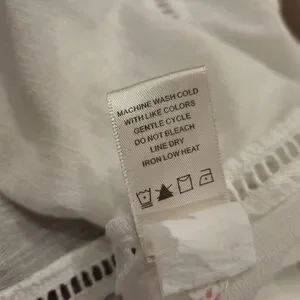 MACHINE WASH COLD
WITH LIKE COLORS
GENTLE CYCLE
DO NOT BLEACH
LINE DRY
IRON LOW HEAT